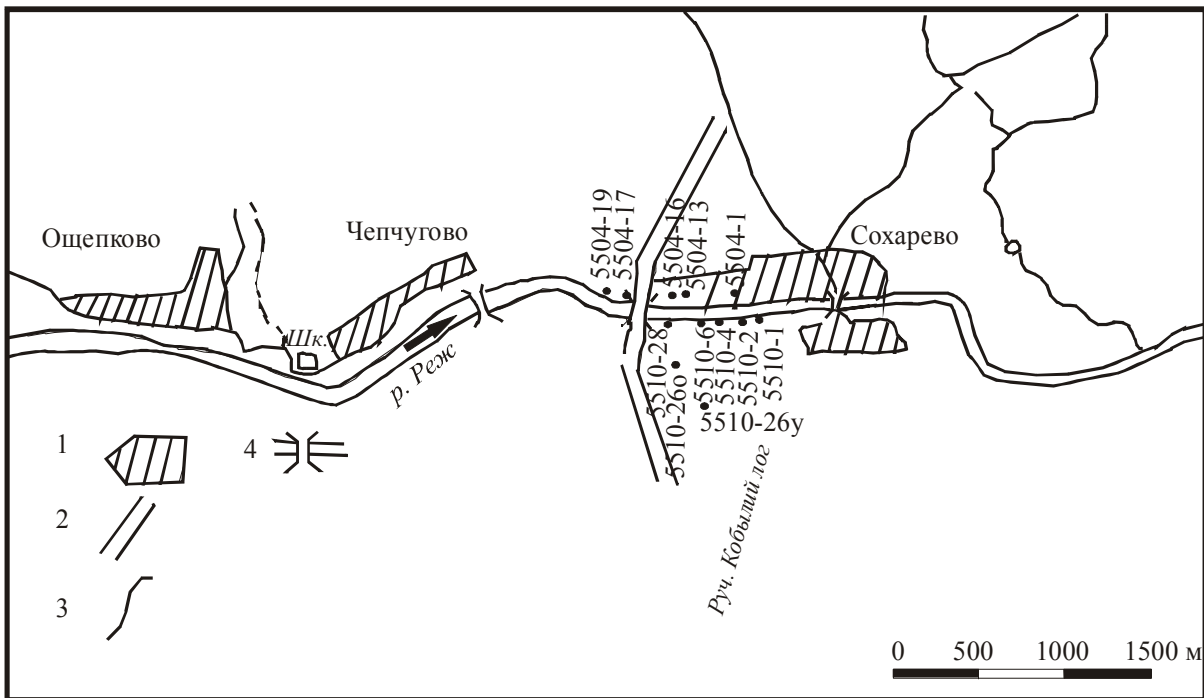 Ощепково
Чепчугово
Сохарево
5504-19
5504-17
5504-16
5504-13
5504-1
Шк.
р. Реж
5510-28
5510-26о
5510-6
5510-4
5510-2
5510-1
5510-26у
Руч. Кобылий лог
1
4
2
3
0 500 1000 1500 м